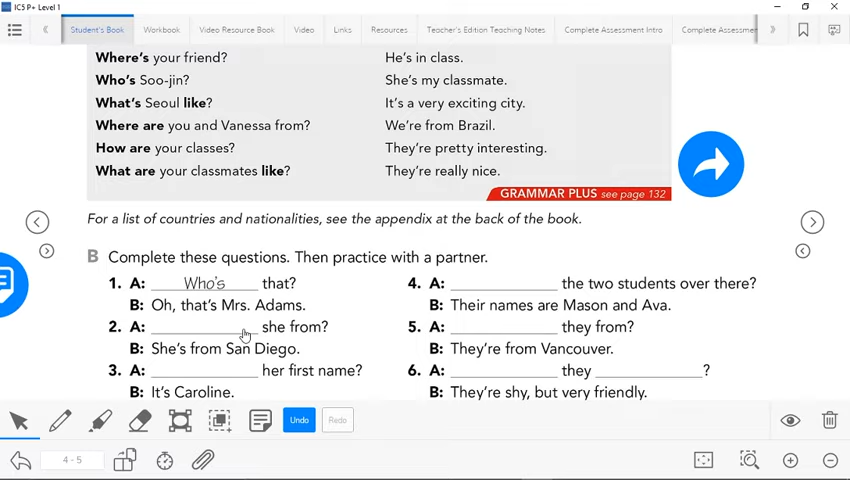 IC5 P+ Level 1
Student's Book
Workbook
Video Resource Book
Video
Links
Resources
Teacher's Edition Teaching Notes
Complete Assessment Intro
Complete Assessmen
Where's your friend? He's in class.
Who's Soo-jin? She's my classmate.
What's Seoul like? It's a very exciting city.
Where are you and Vanessa from? We're from Brazil.
How are your classes? They're pretty interesting.
What are your classmates like? They're really nice.
GRAMMAR PLUS see page 132
For a list of countries and nationalities, see the appendix at the back of the book.
B Complete these questions. Then practice with a partner.
1. A: Who's that?
B: Oh, that's Mrs. Adams.
2. A: ____________ she from?
B: She's from San Diego.
3. A: ____________ her first name?
B: It's Caroline.
4. A: ____________ the two students over there?
B: Their names are Mason and Ava.
5. A: ____________ they from?
B: They're from Vancouver.
6. A: ____________ they ____________ ?
B: They're shy, but very friendly.
Undo
Redo
4 - 5